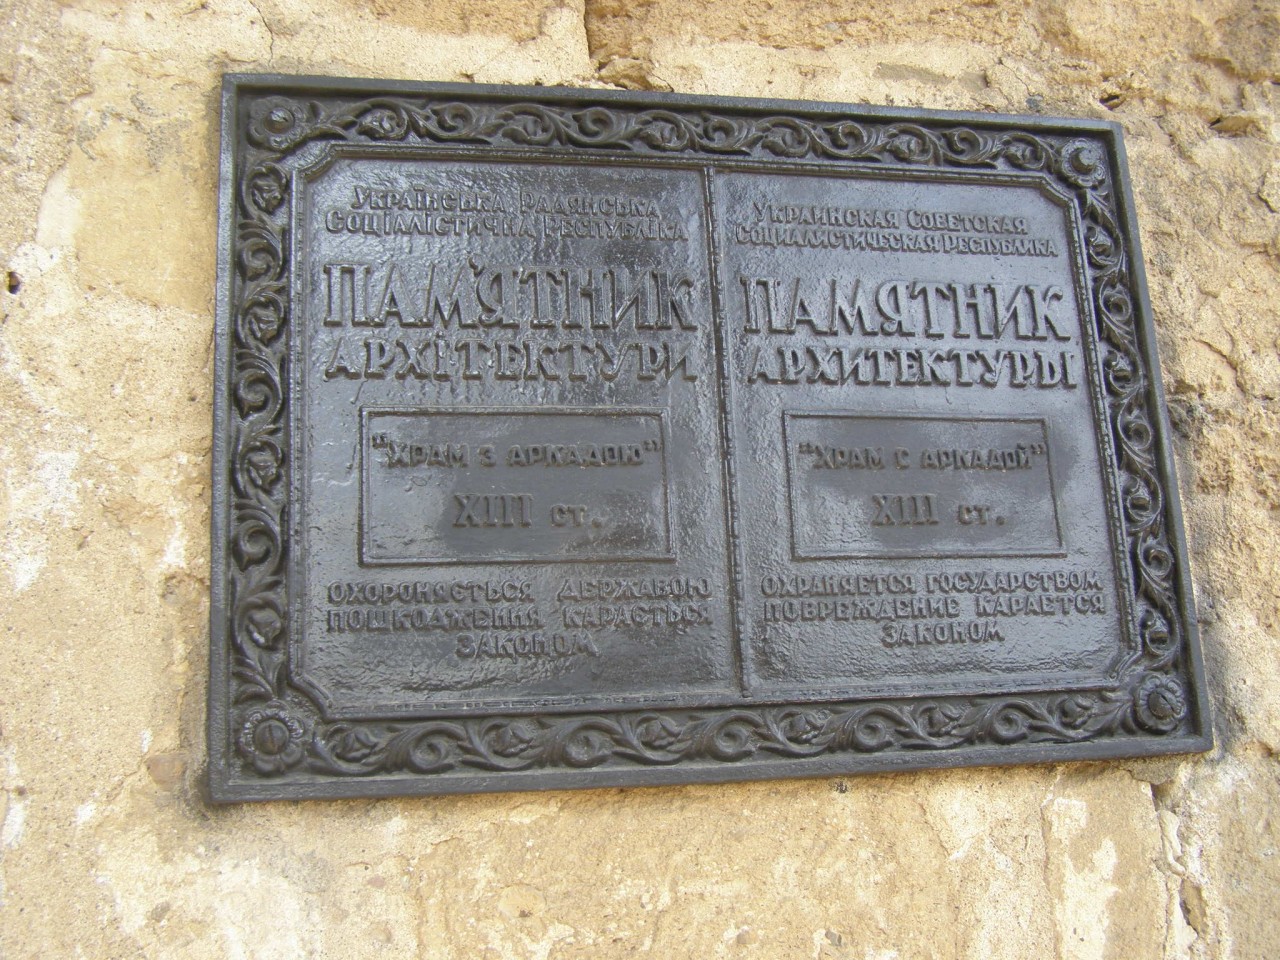 Українська Радянська
Соціалістична Республіка
ПАМ'ЯТНИК
АРХІТЕКТУРИ
"ХРАМ З АРКАДОЮ"
XIII ст.
ОХОРОНЯЄТЬСЯ ДЕРЖАВОЮ
ПОШКОДЖЕННЯ КАРАЄТЬСЯ
ЗАКОНОМ
Украинская Советская
Социалистическая Республика
ПАМЯТНИК
АРХИТЕКТУРЫ
"ХРАМ С АРКАДОЙ"
XIII ст.
ОХРАНЯЕТСЯ ГОСУДАРСТВОМ
ПОВРЕЖДЕНИЕ КАРАЕТСЯ
ЗАКОНОМ